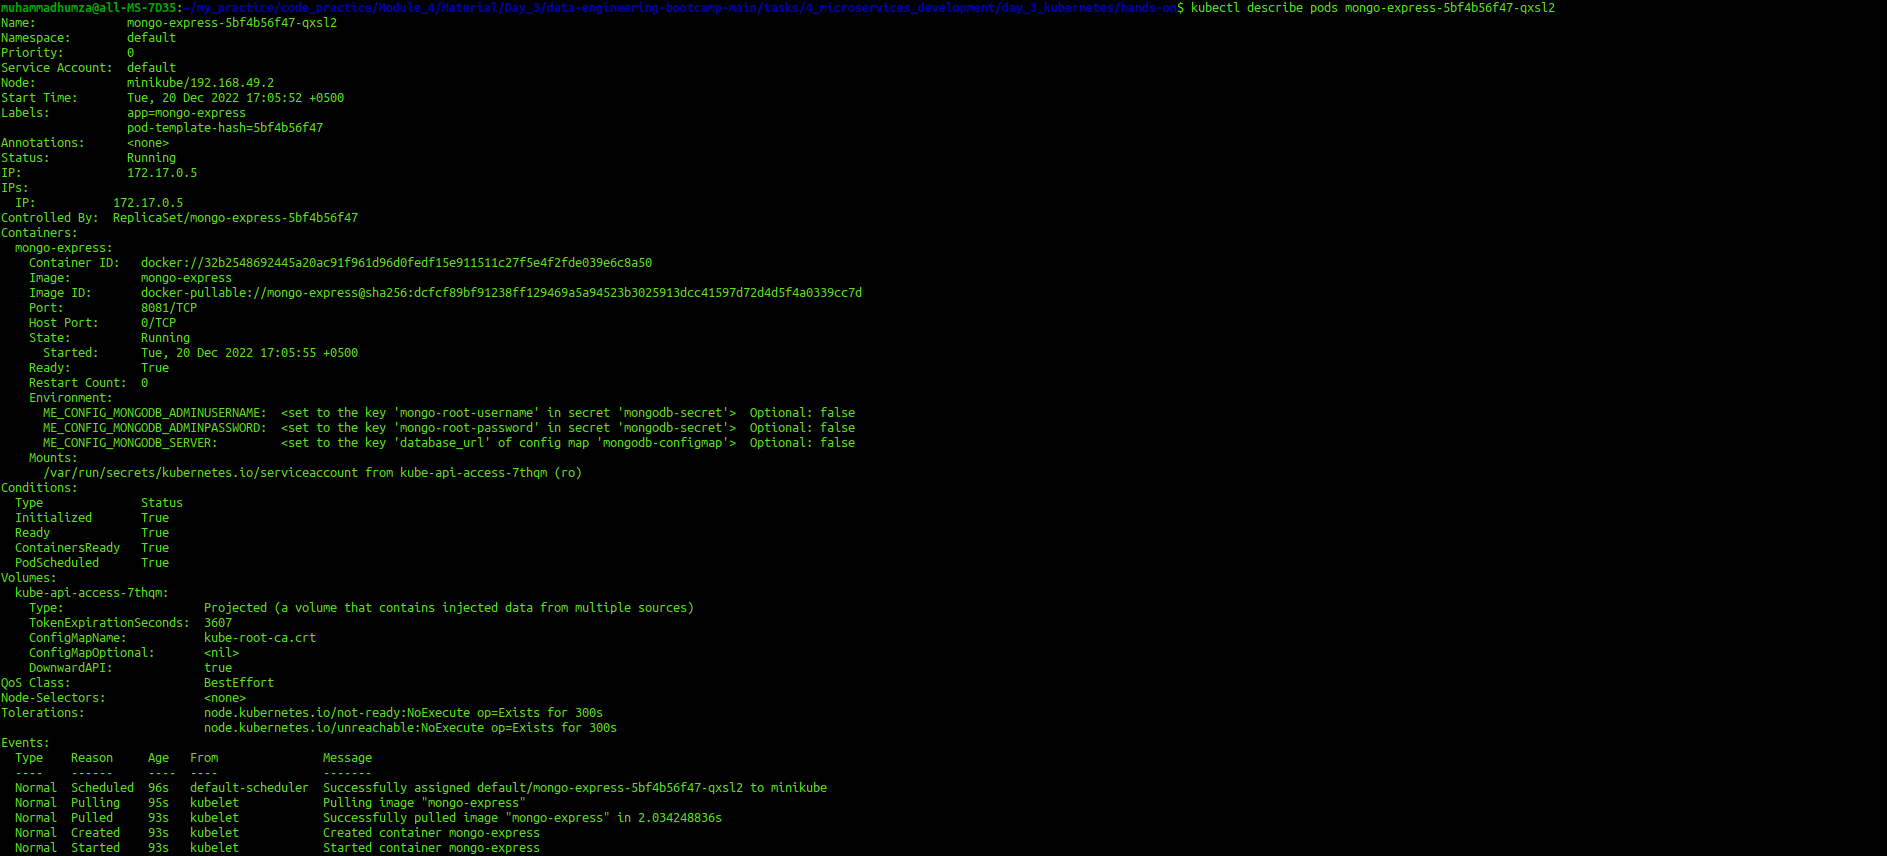 muhammadhumza@all-MS-7D35:~/my_practice/code_practice/Module_4/Material/Day_3/data-engineering-bootcamp-main/tasks/4_microservices_development/day_3_kubernetes/hands-on$ kubectl describe pods mongo-express-5bf4b56f47-qxsl2
Name:             mongo-express-5bf4b56f47-qxsl2
Namespace:        default
Priority:         0
Service Account:  default
Node:             minikube/192.168.49.2
Start Time:       Tue, 20 Dec 2022 17:05:52 +0500
Labels:           app=mongo-express
                  pod-template-hash=5bf4b56f47
Annotations:      <none>
Status:           Running
IP:               172.17.0.5
IPs:
  IP:           172.17.0.5
Controlled By:  ReplicaSet/mongo-express-5bf4b56f47
Containers:
  mongo-express:
    Container ID:   docker://32b2548692445a20ac91f961d96d0fedf15e911511c27f5e4f2fde039e6c8a50
    Image:          mongo-express
    Image ID:       docker-pullable://mongo-express@sha256:dcfcf89bf91238ff129469a5a94523b3025913dcc41597d72d4d5f4a0339cc7d
    Port:           8081/TCP
    Host Port:      0/TCP
    State:          Running
      Started:      Tue, 20 Dec 2022 17:05:55 +0500
    Ready:          True
    Restart Count:  0
    Environment:
      ME_CONFIG_MONGODB_ADMINUSERNAME:  <set to the key 'mongo-root-username' in secret 'mongodb-secret'>  Optional: false
      ME_CONFIG_MONGODB_ADMINPASSWORD:  <set to the key 'mongo-root-password' in secret 'mongodb-secret'>  Optional: false
      ME_CONFIG_MONGODB_SERVER:         <set to the key 'database_url' of config map 'mongodb-configmap'>  Optional: false
    Mounts:
      /var/run/secrets/kubernetes.io/serviceaccount from kube-api-access-7thqm (ro)
Conditions:
  Type              Status
  Initialized       True
  Ready             True
  ContainersReady   True
  PodScheduled      True
Volumes:
  kube-api-access-7thqm:
    Type:                    Projected (a volume that contains injected data from multiple sources)
    TokenExpirationSeconds:  3607
    ConfigMapName:           kube-root-ca.crt
    ConfigMapOptional:       <nil>
    DownwardAPI:             true
QoS Class:                   BestEffort
Node-Selectors:              <none>
Tolerations:                 node.kubernetes.io/not-ready:NoExecute op=Exists for 300s
                             node.kubernetes.io/unreachable:NoExecute op=Exists for 300s
Events:
  Type    Reason     Age   From               Message
  ----    ------     ----  ----               -------
  Normal  Scheduled  96s   default-scheduler  Successfully assigned default/mongo-express-5bf4b56f47-qxsl2 to minikube
  Normal  Pulling    95s   kubelet            Pulling image "mongo-express"
  Normal  Pulled     93s   kubelet            Successfully pulled image "mongo-express" in 2.034248836s
  Normal  Created    93s   kubelet            Created container mongo-express
  Normal  Started    93s   kubelet            Started container mongo-express